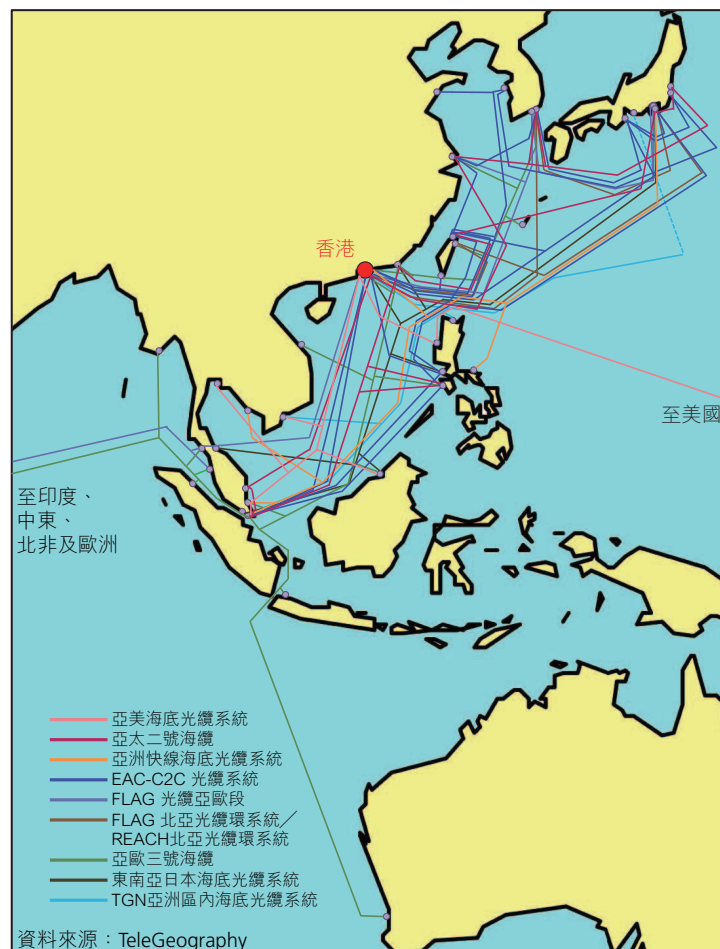 香港
至美國
至印度、
中東、
北非及歐洲
亞美海底光纜系統
亞太二號海纜
亞洲快線海底光纜系統
EAC-C2C 光纜系統
FLAG 光纜亞歐段
FLAG 北亞光纜環系統／
REACH北亞光纜環系統
亞歐三號海纜
東南亞日本海底光纜系統
TGN亞洲區內海底光纜系統
資料來源：TeleGeography